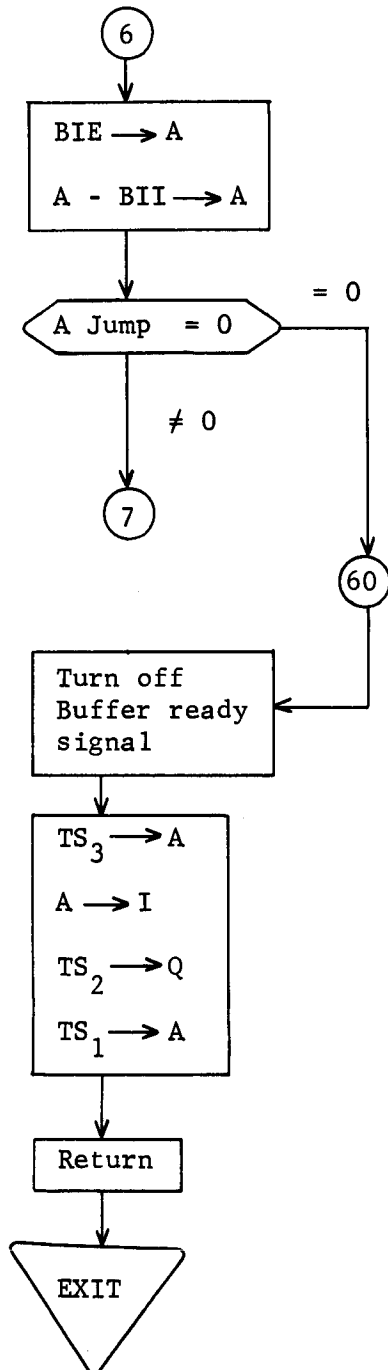 6
BIE → A
A - BII → A
A Jump = 0
= 0
≠ 0
7
60
Turn off
Buffer ready
signal
TS3 → A
A → I
TS2 → Q
TS1 → A
Return
EXIT